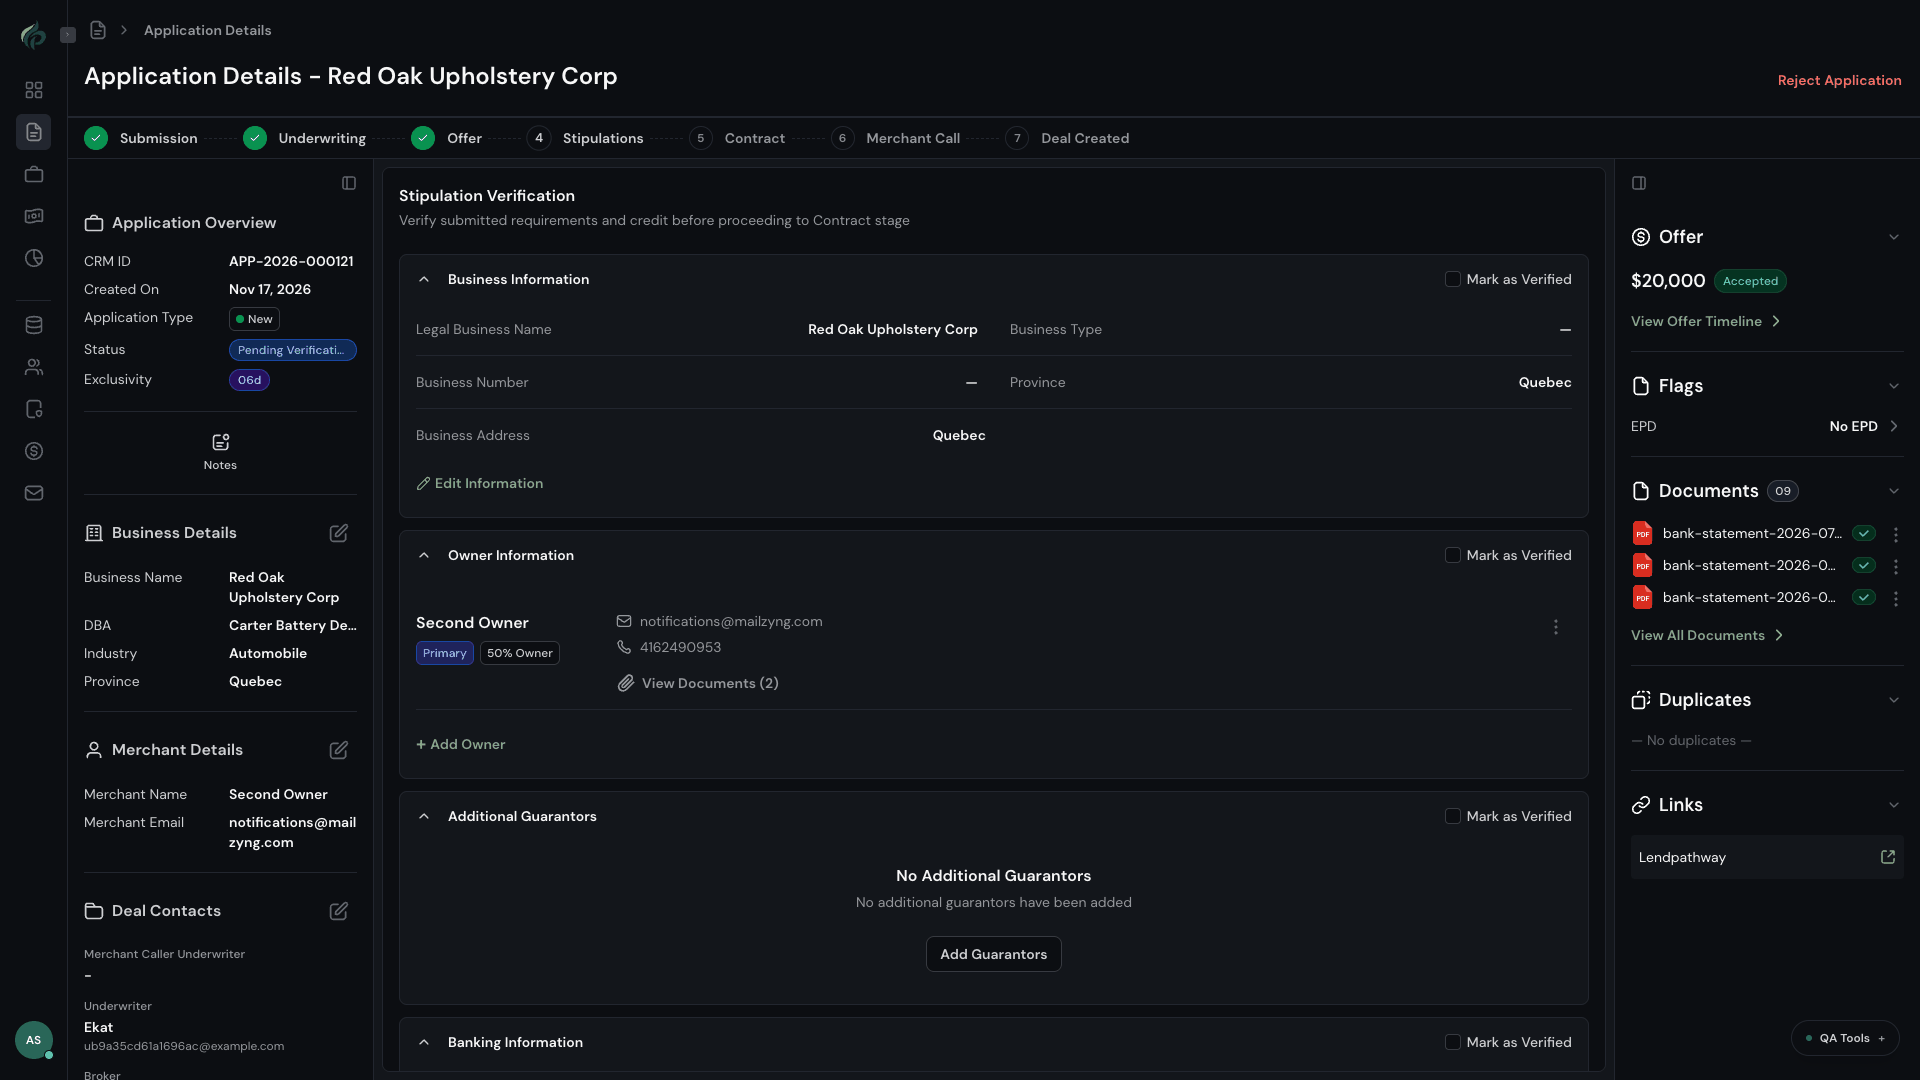 Application Details
Application Details – Red Oak Upholstery Corp
Reject Application
Submission
Underwriting
Offer
4 Stipulations
5 Contract
6 Merchant Call
7 Deal Created
Application Overview
CRM ID APP-2026-000121
Created On Nov 17, 2026
Application Type New
Status Pending Verificati...
Exclusivity 06d
Notes
Business Details
Business Name Red Oak
Upholstery Corp
DBA Carter Battery De...
Industry Automobile
Province Quebec
Merchant Details
Merchant Name Second Owner
Merchant Email notifications@mail
zyng.com
Deal Contacts
Merchant Caller Underwriter
–
Underwriter
Ekat
ub9a35cd61a1696ac@example.com
Broker
AS
Stipulation Verification
Verify submitted requirements and credit before proceeding to Contract stage
Business Information Mark as Verified
Legal Business Name Red Oak Upholstery Corp Business Type —
Business Number — Province Quebec
Business Address Quebec
Edit Information
Owner Information Mark as Verified
Second Owner
Primary 50% Owner
notifications@mailzyng.com
4162490953
View Documents (2)
+ Add Owner
Additional Guarantors Mark as Verified
No Additional Guarantors
No additional guarantors have been added
Add Guarantors
Banking Information Mark as Verified
Offer
$20,000 Accepted
View Offer Timeline
Flags
EPD No EPD
Documents 09
PDF bank-statement-2026-07...
PDF bank-statement-2026-0...
PDF bank-statement-2026-0...
View All Documents
Duplicates
— No duplicates —
Links
Lendpathway
QA Tools +